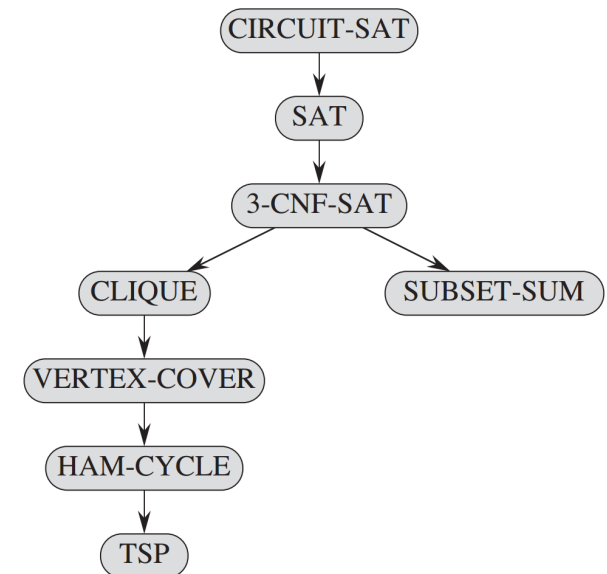 CIRCUIT-SAT
SAT
3-CNF-SAT
CLIQUE
SUBSET-SUM
VERTEX-COVER
HAM-CYCLE
TSP